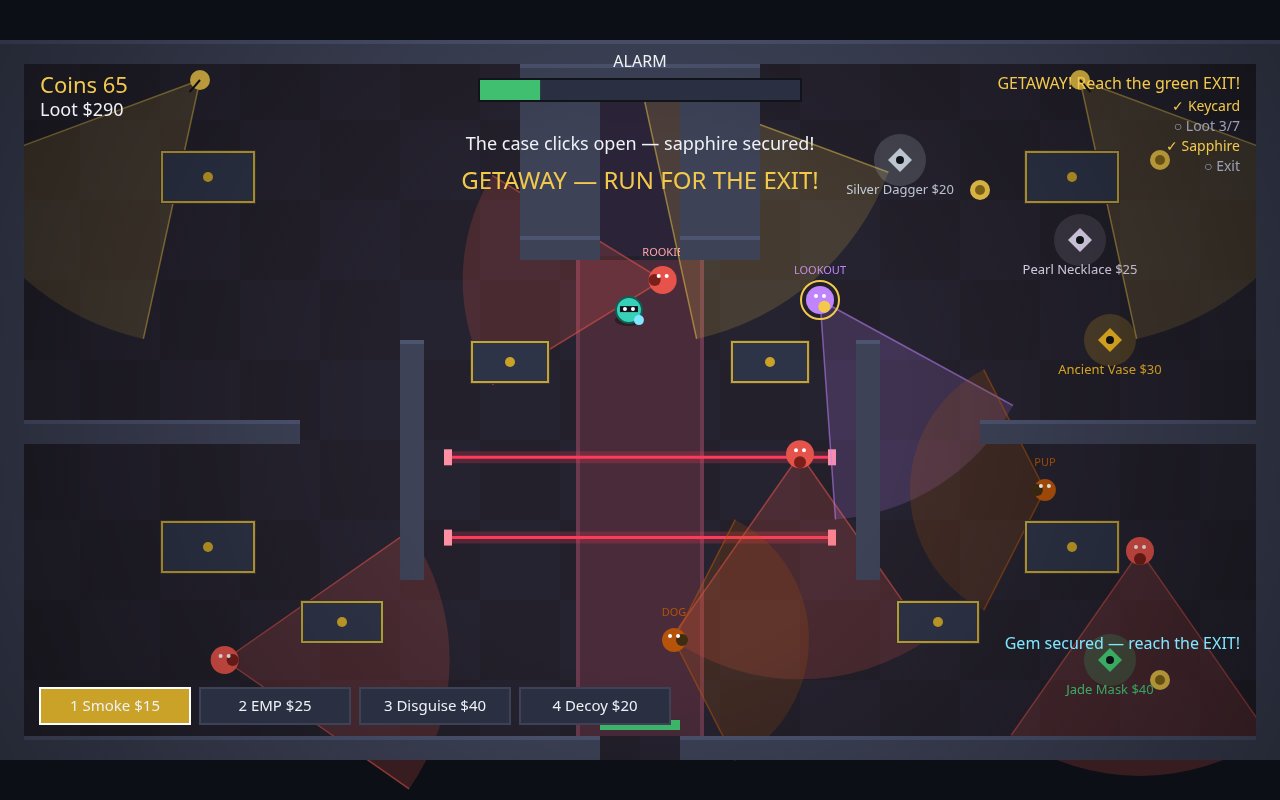 ALARM
Coins 65
Loot $290
GETAWAY! Reach the green EXIT!
✓ Keycard
○ Loot 3/7
✓ Sapphire
○ Exit
The case clicks open — sapphire secured!
GETAWAY — RUN FOR THE EXIT!
Silver Dagger $20
ROOKIE
LOOKOUT
Pearl Necklace $25
Ancient Vase $30
PUP
DOG
Gem secured — reach the EXIT!
Jade Mask $40
1 Smoke $15
2 EMP $25
3 Disguise $40
4 Decoy $20